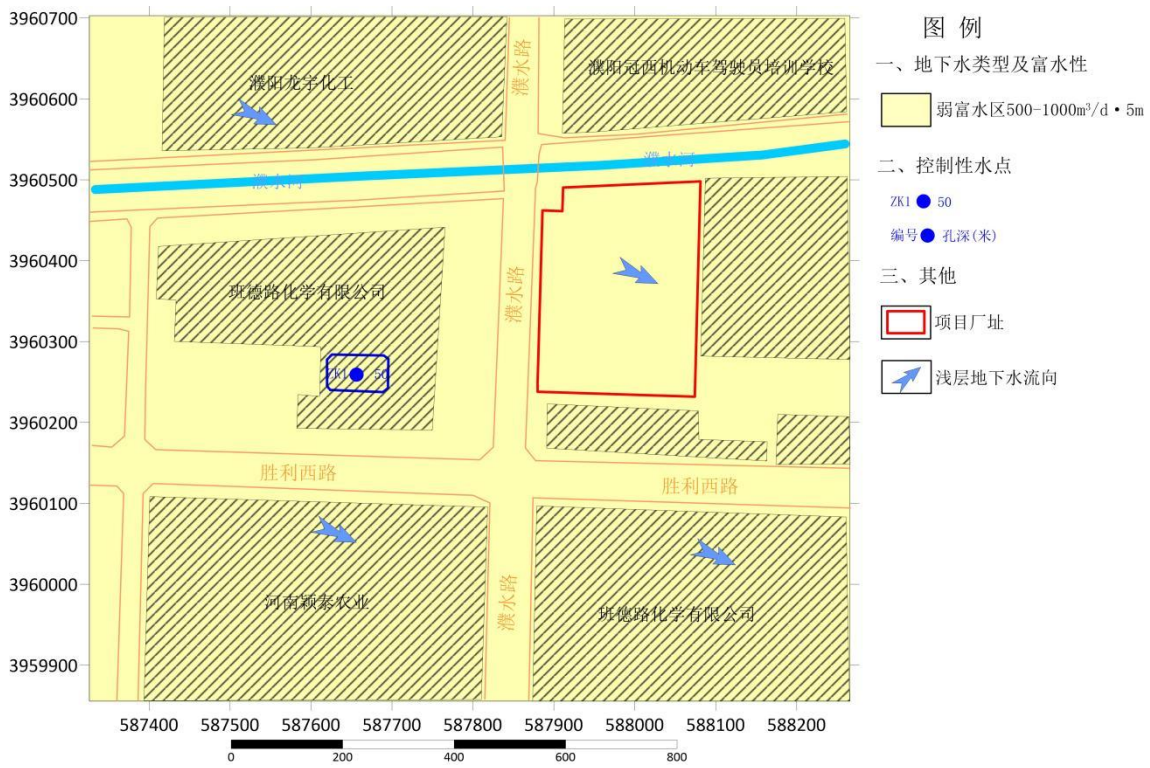 3960700
3960600
3960500
3960400
3960300
3960200
3960100
3960000
3959900
濮阳龙宇化工
濮水路
濮阳冠西机动车驾驶员培训学校
濮水河
濮水河
班德路化学有限公司
濮水路
ZK1 50
胜利西路
胜利西路
河南颖泰农业
濮水路
班德路化学有限公司
587400 587500 587600 587700 587800 587900 588000 588100 588200
0 200 400 600 800
图 例
一、地下水类型及富水性
弱富水区500-1000m³/d·5m
二、控制性水点
ZK1 50
编号 孔深(米)
三、其他
项目厂址
浅层地下水流向